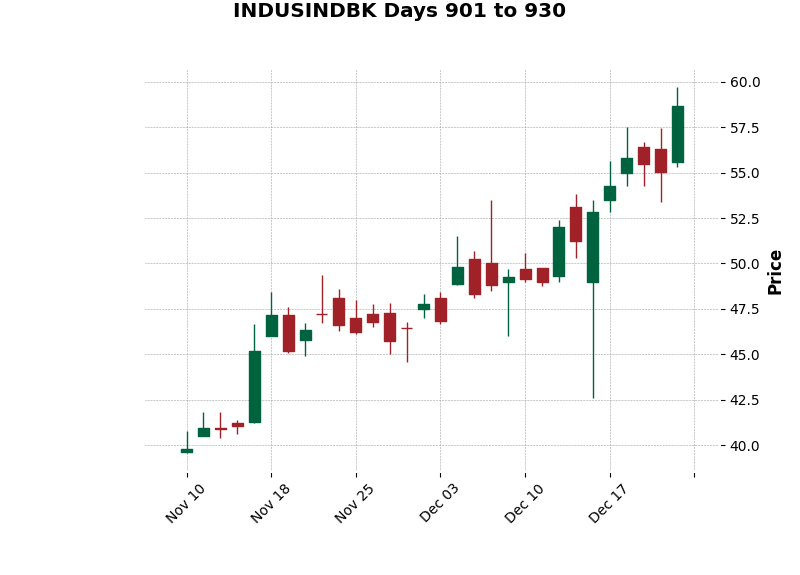 INDUSINDBK Days 901 to 930
60.0
57.5
55.0
52.5
50.0
47.5
45.0
42.5
40.0
Price
Nov 10
Nov 18
Nov 25
Dec 03
Dec 10
Dec 17